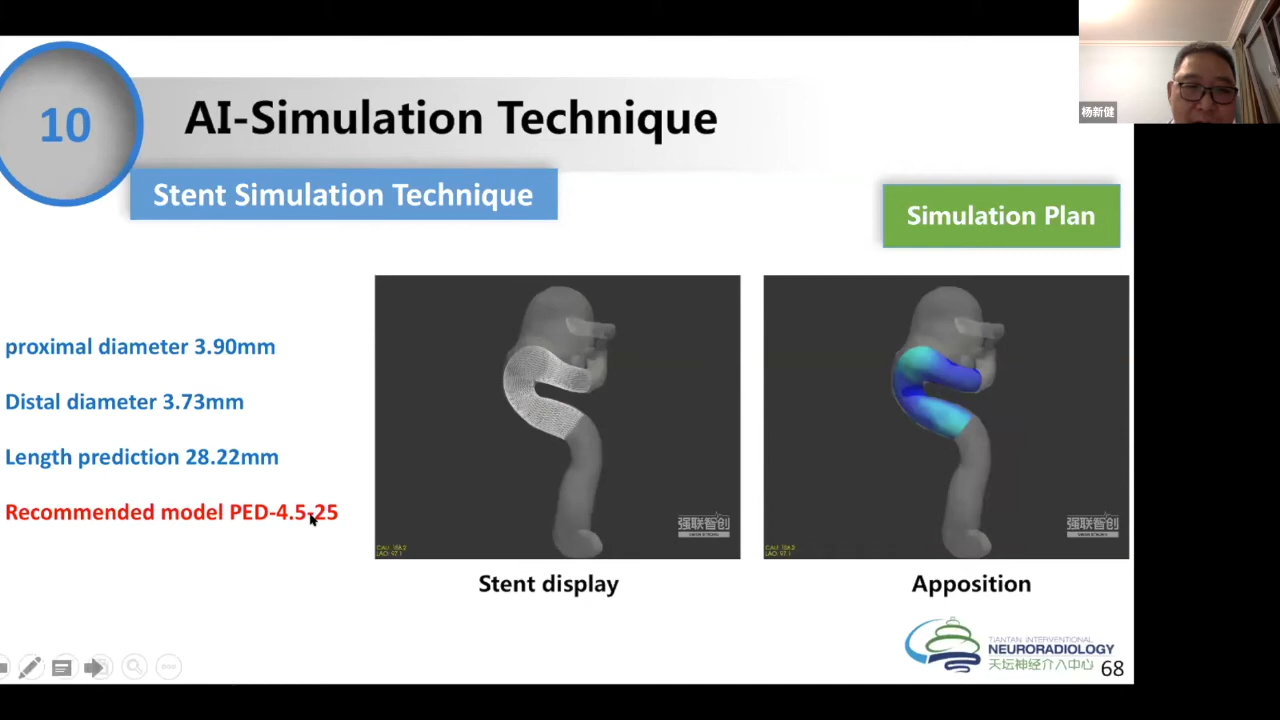 10
AI-Simulation Technique
杨新健
Stent Simulation Technique
Simulation Plan
proximal diameter 3.90mm
Distal diameter 3.73mm
Length prediction 28.22mm
Recommended model PED-4.5-25
强联智创
强联智创
Stent display
Apposition
TIANTAN INTERVENTIONAL
NEURORADIOLOGY
天坛神经介入中心
68